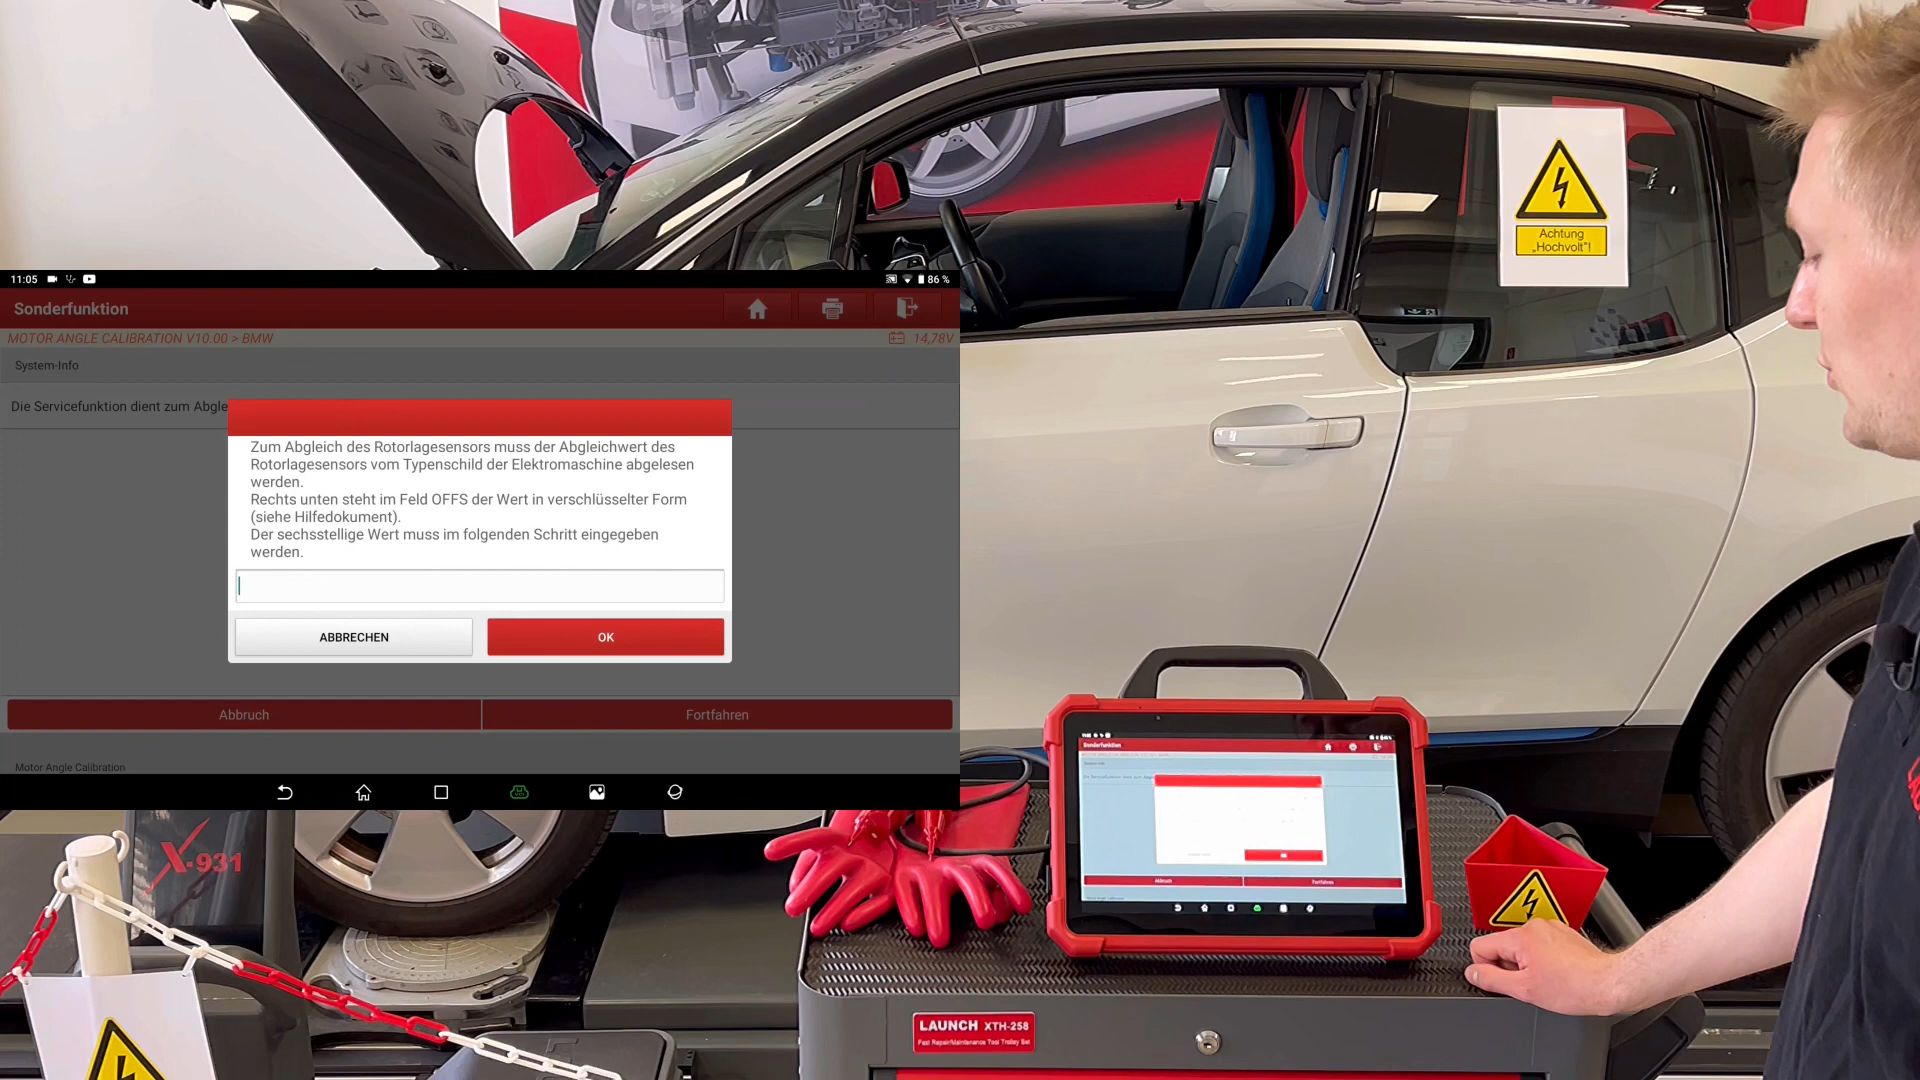 Achtung
„Hochvolt"!
11:05
86 %
Sonderfunktion
MOTOR ANGLE CALIBRATION V10.00 > BMW
14,78V
System-Info
Die Servicefunktion dient zum Abgle
Zum Abgleich des Rotorlagesensors muss der Abgleichwert des
Rotorlagesensors vom Typenschild der Elektromaschine abgelesen
werden.
Rechts unten steht im Feld OFFS der Wert in verschlüsselter Form
(siehe Hilfedokument).
Der sechsstellige Wert muss im folgenden Schritt eingegeben
werden.
ABBRECHEN
OK
Abbruch
Fortfahren
Motor Angle Calibration
Sonderfunktion
Abbruch
Fortfahren
X-931
LAUNCH XTH-258
Fast Repair/Maintenance Tool Trolley Set